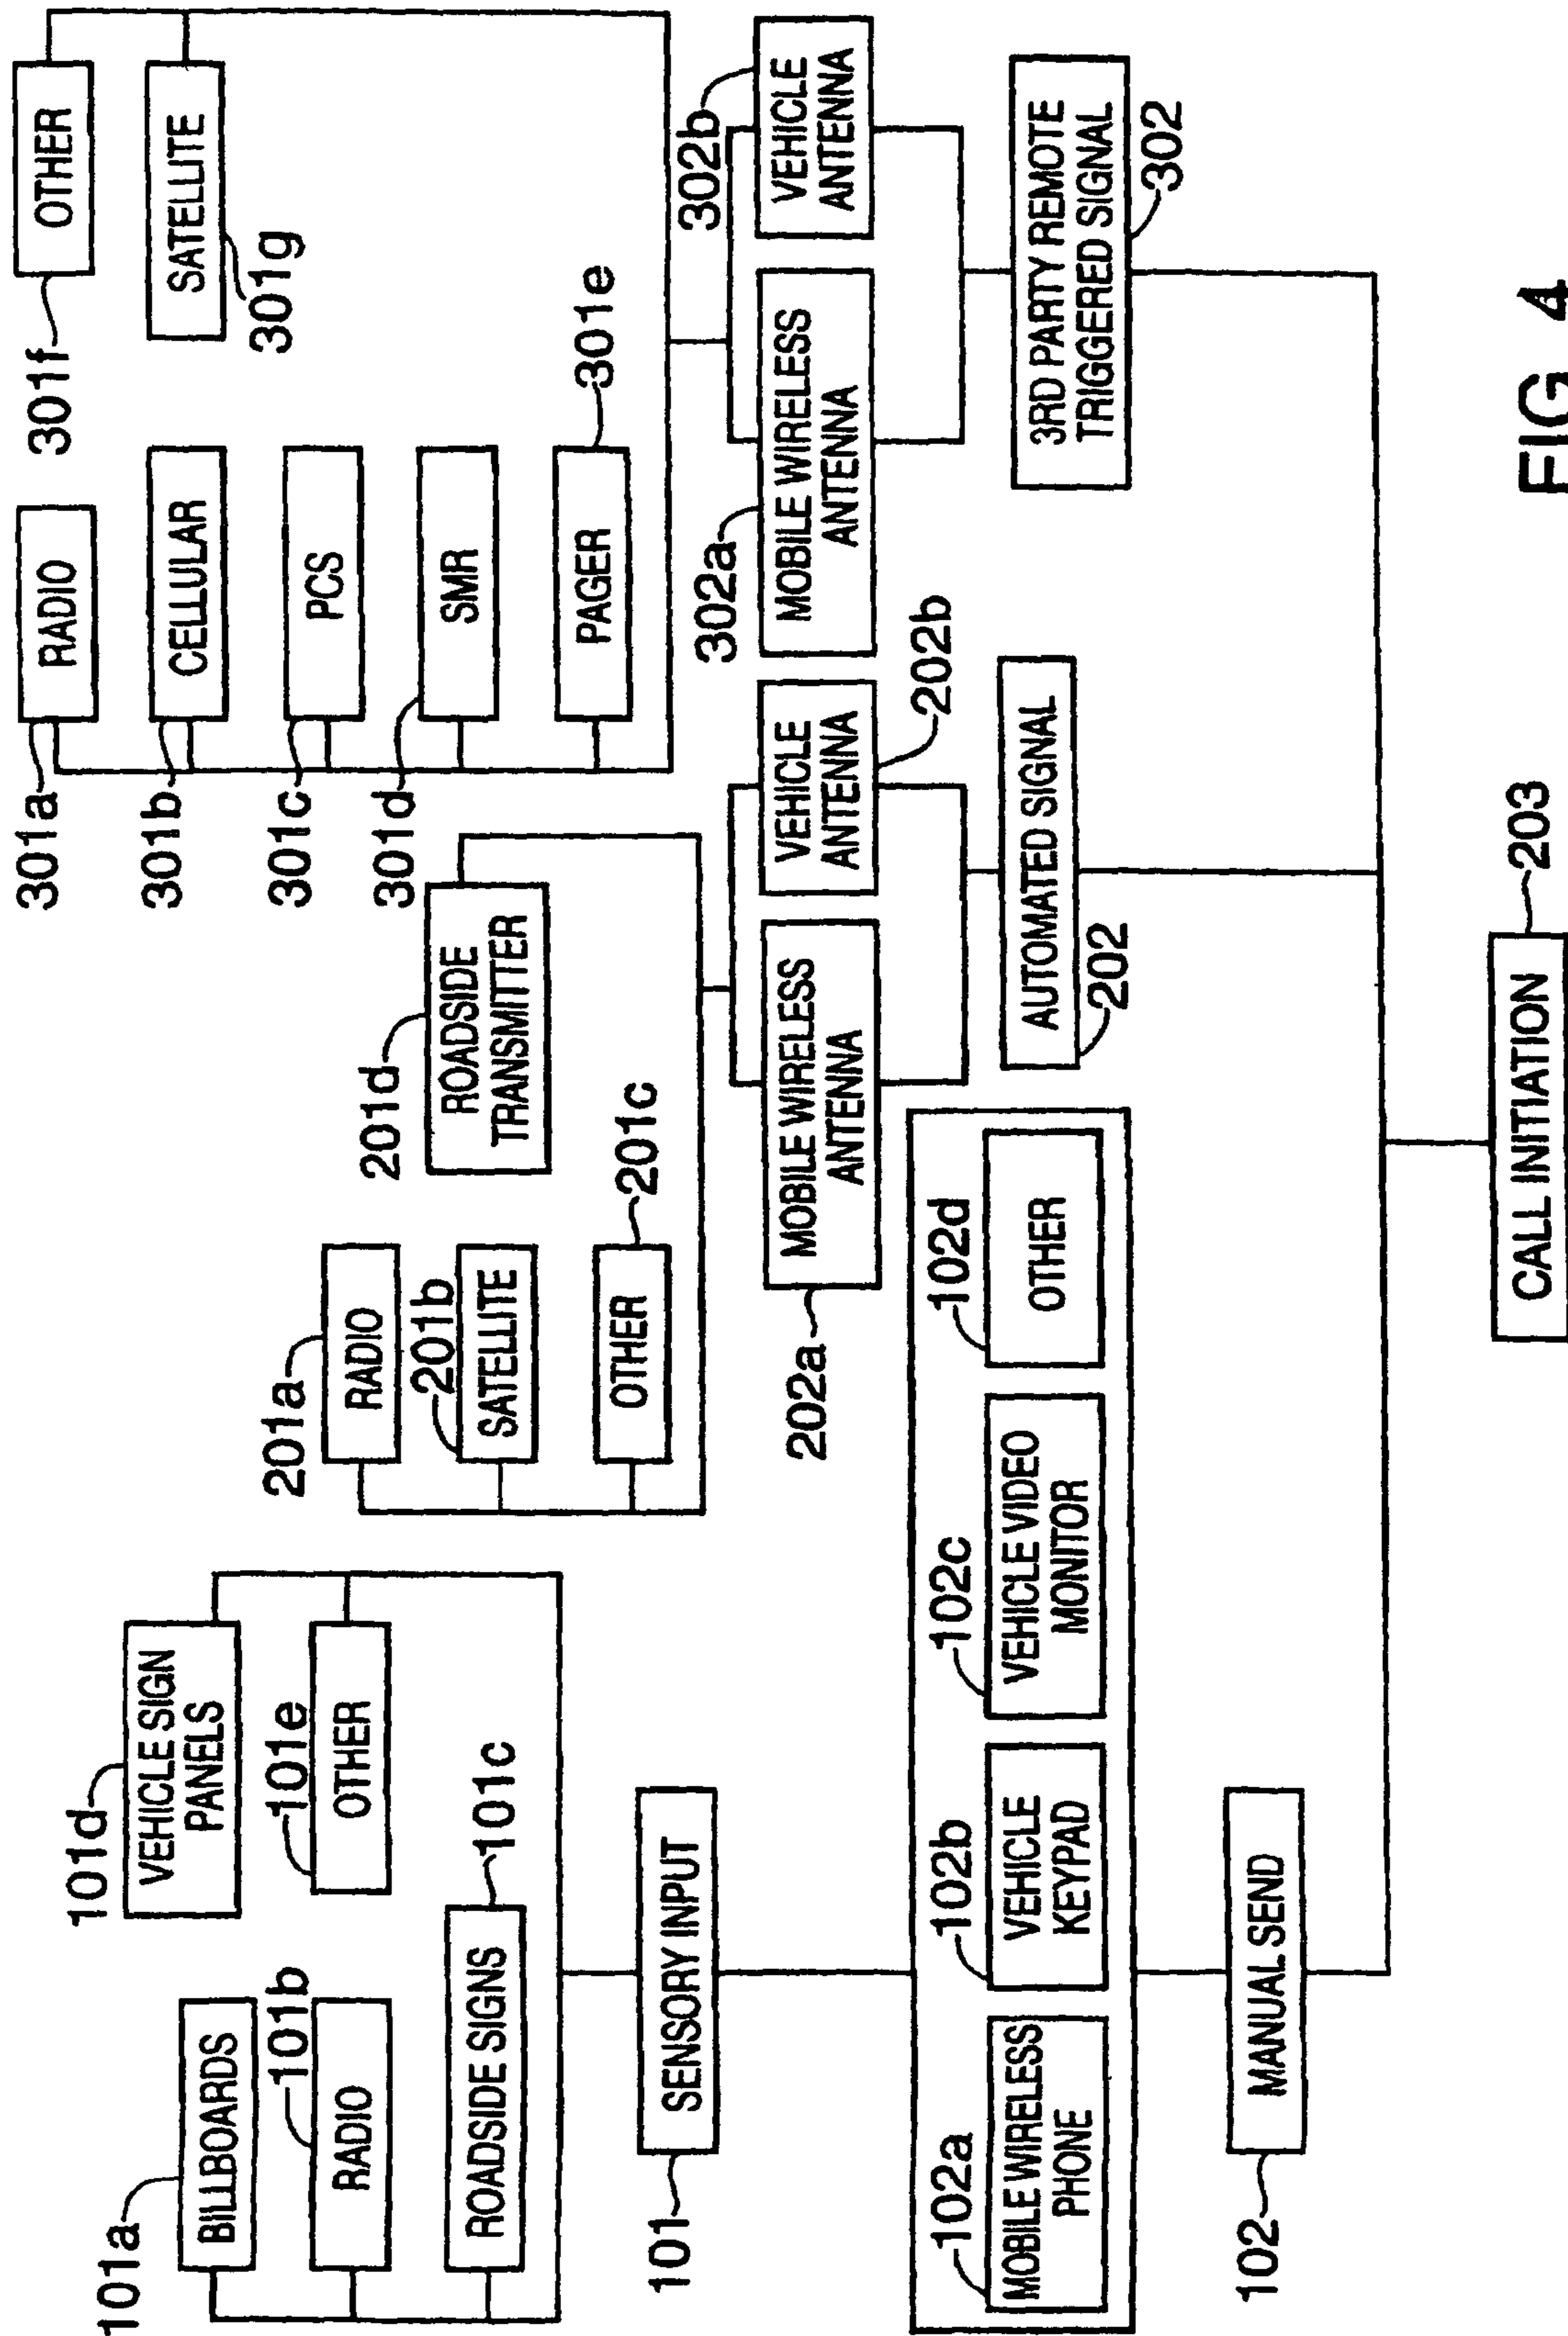 101a
BILLBOARDS
101b
RADIO
ROADSIDE SIGNS
101c
101d
VEHICLE SIGN
PANELS
101e
OTHER
101
SENSORY INPUT
102a
MOBILE WIRELESS
PHONE
102b
VEHICLE
KEYPAD
102c
VEHICLE VIDEO
MONITOR
102d
OTHER
102
MANUAL SEND
201a
RADIO
201b
SATELLITE
OTHER
201c
201d
ROADSIDE
TRANSMITTER
202a
MOBILE WIRELESS
ANTENNA
VEHICLE
ANTENNA
202b
AUTOMATED SIGNAL
202
301a
RADIO
301b
CELLULAR
301c
PCS
301d
SMR
PAGER
301e
301f
OTHER
SATELLITE
301g
302a
MOBILE WIRELESS
ANTENNA
302b
VEHICLE
ANTENNA
3RD PARTY REMOTE
TRIGGERED SIGNAL
302
CALL INITIATION
203
FIG 4